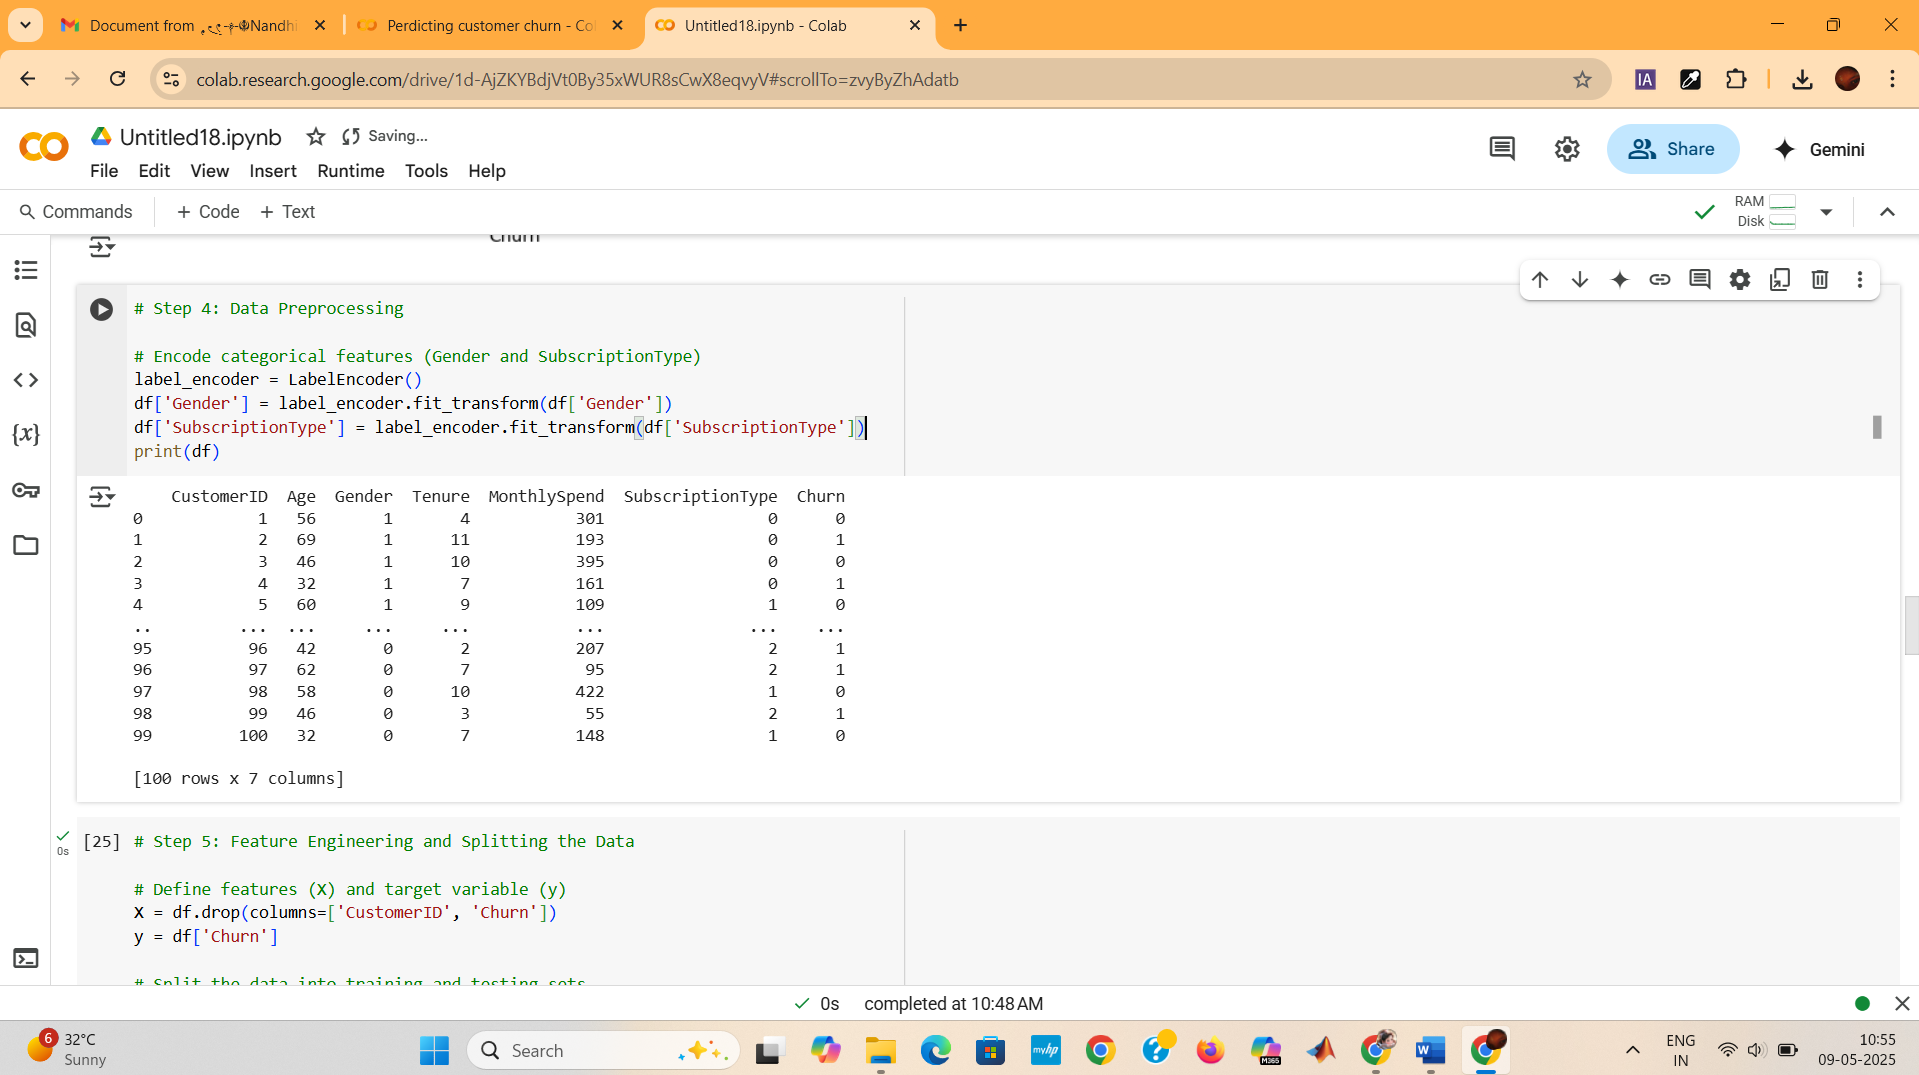 Document from
Nandhi
Perdicting customer churn - Co
Untitled18.ipynb - Colab
colab.research.google.com/drive/1d-AjZKYBdjVt0By35xWUR8sCwX8eqvyV#scrollTo=zvyByZhAdatb
IA
Untitled18.ipynb
Saving...
Share
Gemini
File Edit View Insert Runtime Tools Help
Commands + Code + Text
RAM
Disk
Churn
# Step 4: Data Preprocessing
# Encode categorical features (Gender and SubscriptionType)
label_encoder = LabelEncoder()
df['Gender'] = label_encoder.fit_transform(df['Gender'])
df['SubscriptionType'] = label_encoder.fit_transform(df['SubscriptionType'])
print(df)
CustomerID Age Gender Tenure MonthlySpend SubscriptionType Churn
0 1 56 1 4 301 0 0
1 2 69 1 11 193 0 1
2 3 46 1 10 395 0 0
3 4 32 1 7 161 0 1
4 5 60 1 9 109 1 0
.. ... ... ... ... ... ... ...
95 96 42 0 2 207 2 1
96 97 62 0 7 95 2 1
97 98 58 0 10 422 1 0
98 99 46 0 3 55 2 1
99 100 32 0 7 148 1 0
[100 rows x 7 columns]
[25] # Step 5: Feature Engineering and Splitting the Data
0s
# Define features (X) and target variable (y)
X = df.drop(columns=['CustomerID', 'Churn'])
y = df['Churn']
# Split the data into training and testing sets
0s completed at 10:48 AM
6
32°C
Sunny
Search
myhp
M365
ENG
IN
10:55
09-05-2025